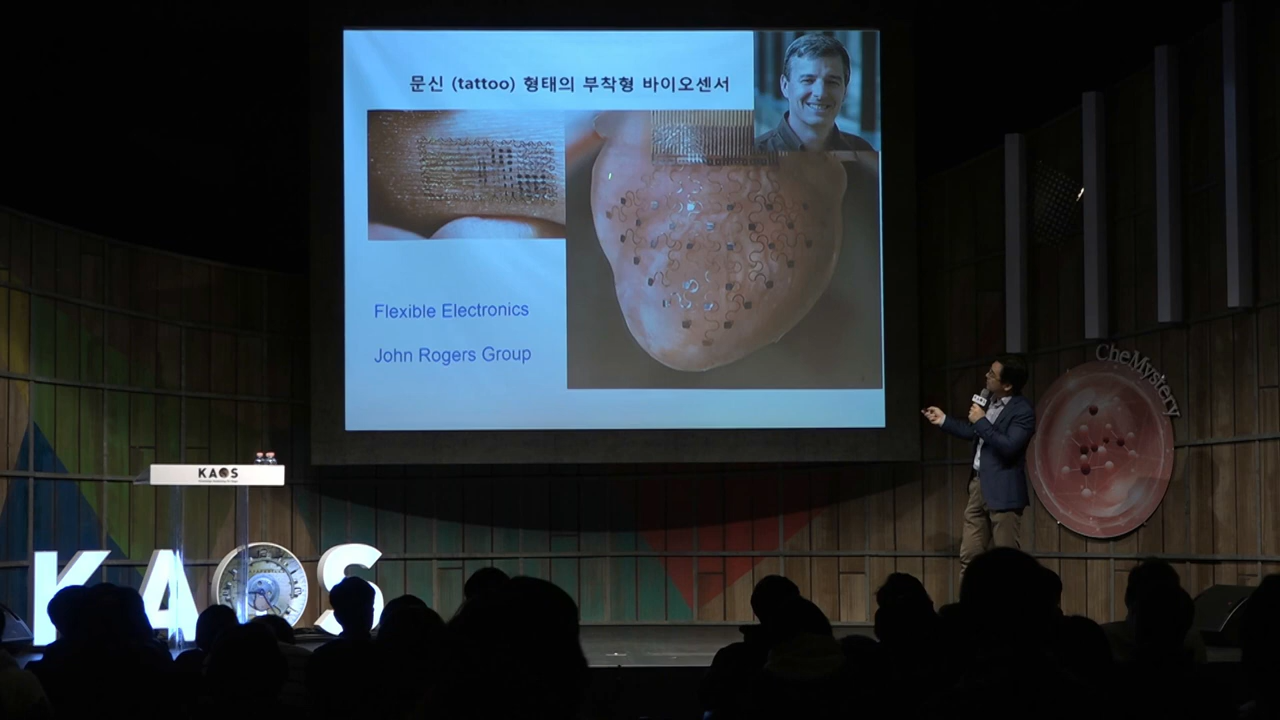 문신 (tattoo) 형태의 부착형 바이오센서
Flexible Electronics
John Rogers Group
CheMystery
KAOS
KAOS